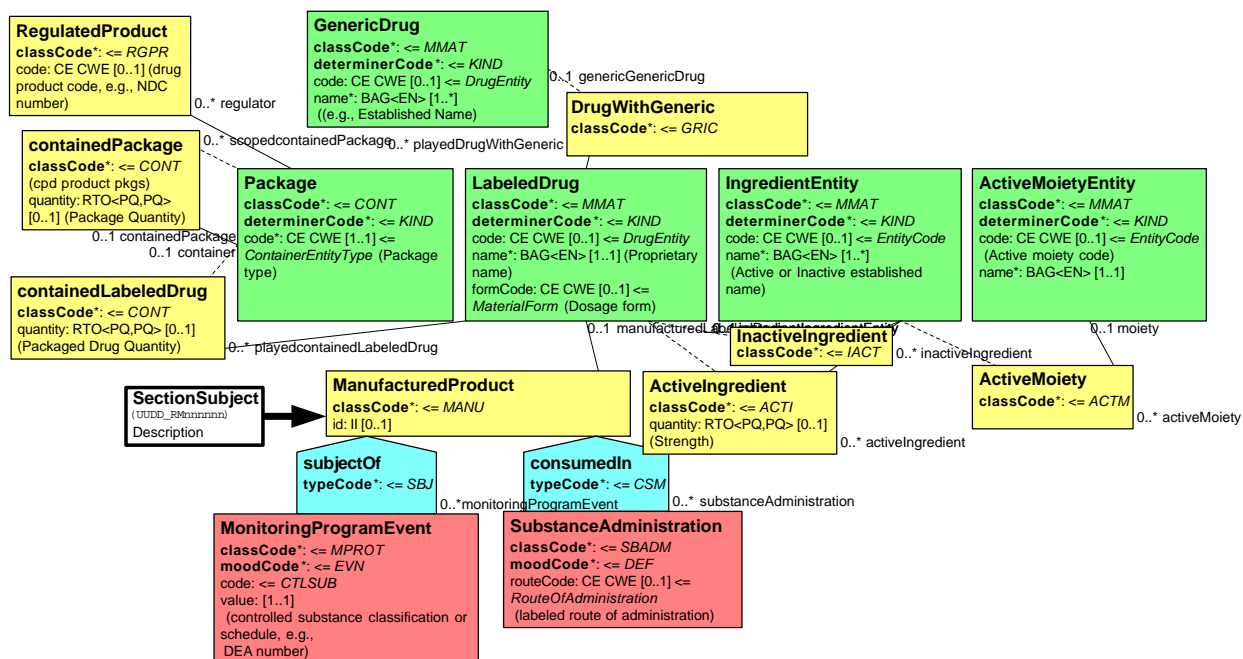 RegulatedProduct
classCode*: <= RGPR
code: CE CWE [0..1] (drug
product code, e.g., NDC
number)
0..* regulator
GenericDrug
classCode*: <= MMAT
determinerCode*: <= KIND
code: CE CWE [0..1] <= DrugEntity
name*: BAG<EN> [1..*]
((e.g., Established Name)
0..1 genericGenericDrug
DrugWithGeneric
classCode*: <= GRIC
0..* playedDrugWithGeneric
containedPackage
classCode*: <= CONT
(cpd product pkgs)
quantity: RTO<PQ,PQ>
[0..1] (Package Quantity)
0..* scopedcontainedPackage
0..1 containedPackage
0..1 container
Package
classCode*: <= CONT
determinerCode*: <= KIND
code*: CE CWE [1..1] <=
ContainerEntityType (Package
type)
LabeledDrug
classCode*: <= MMAT
determinerCode*: <= KIND
code: CE CWE [0..1] <= DrugEntity
name*: BAG<EN> [1..1] (Proprietary
name)
formCode: CE CWE [0..1] <=
MaterialForm (Dosage form)
IngredientEntity
classCode*: <= MMAT
determinerCode*: <= KIND
code: CE CWE [0..1] <= EntityCode
name*: BAG<EN> [1..*]
(Active or Inactive established
name)
ActiveMoietyEntity
classCode*: <= MMAT
determinerCode*: <= KIND
code: CE CWE [0..1] <= EntityCode
(Active moiety code)
name*: BAG<EN> [1..1]
containedLabeledDrug
classCode*: <= CONT
quantity: RTO<PQ,PQ> [0..1]
(Packaged Drug Quantity)
0..* playedcontainedLabeledDrug
0..1
0..1 moiety
InactiveIngredient
classCode*: <= IACT
0..* inactiveIngredient
SectionSubject
(UUDD_RMnnnnnn)
Description
ManufacturedProduct
classCode*: <= MANU
id: II [0..1]
ActiveIngredient
classCode*: <= ACTI
quantity: RTO<PQ,PQ> [0..1]
(Strength)
0..* activeIngredient
ActiveMoiety
classCode*: <= ACTM
0..* activeMoiety
subjectOf
typeCode*: <= SBJ
0..*monitoringProgramEvent
consumedIn
typeCode*: <= CSM
0..* substanceAdministration
MonitoringProgramEvent
classCode*: <= MPROT
moodCode*: <= EVN
code: <= CTLSUB
value: [1..1]
(controlled substance classification or
schedule, e.g.,
DEA number)
SubstanceAdministration
classCode*: <= SBADM
moodCode*: <= DEF
routeCode: CE CWE [0..1] <=
RouteOfAdministration
(labeled route of administration)